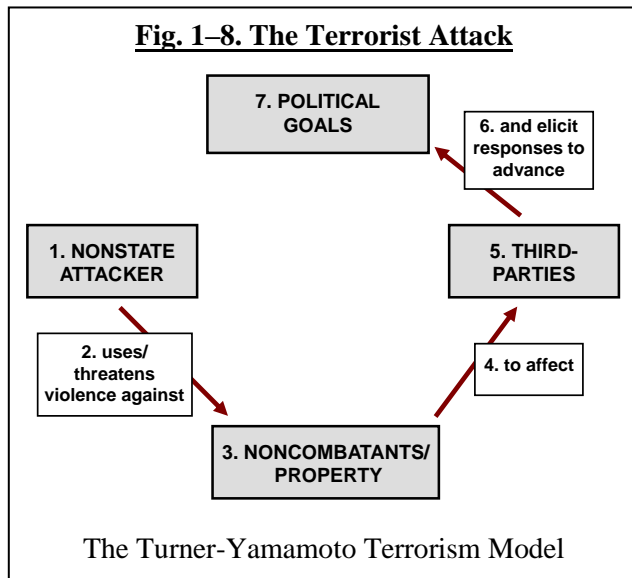 Fig. 1–8. The Terrorist Attack
7. POLITICAL
GOALS
6. and elicit
responses to
advance
1. NONSTATE
ATTACKER
5. THIRD-
PARTIES
2. uses/
threatens
violence against
4. to affect
3. NONCOMBATANTS/
PROPERTY
The Turner-Yamamoto Terrorism Model